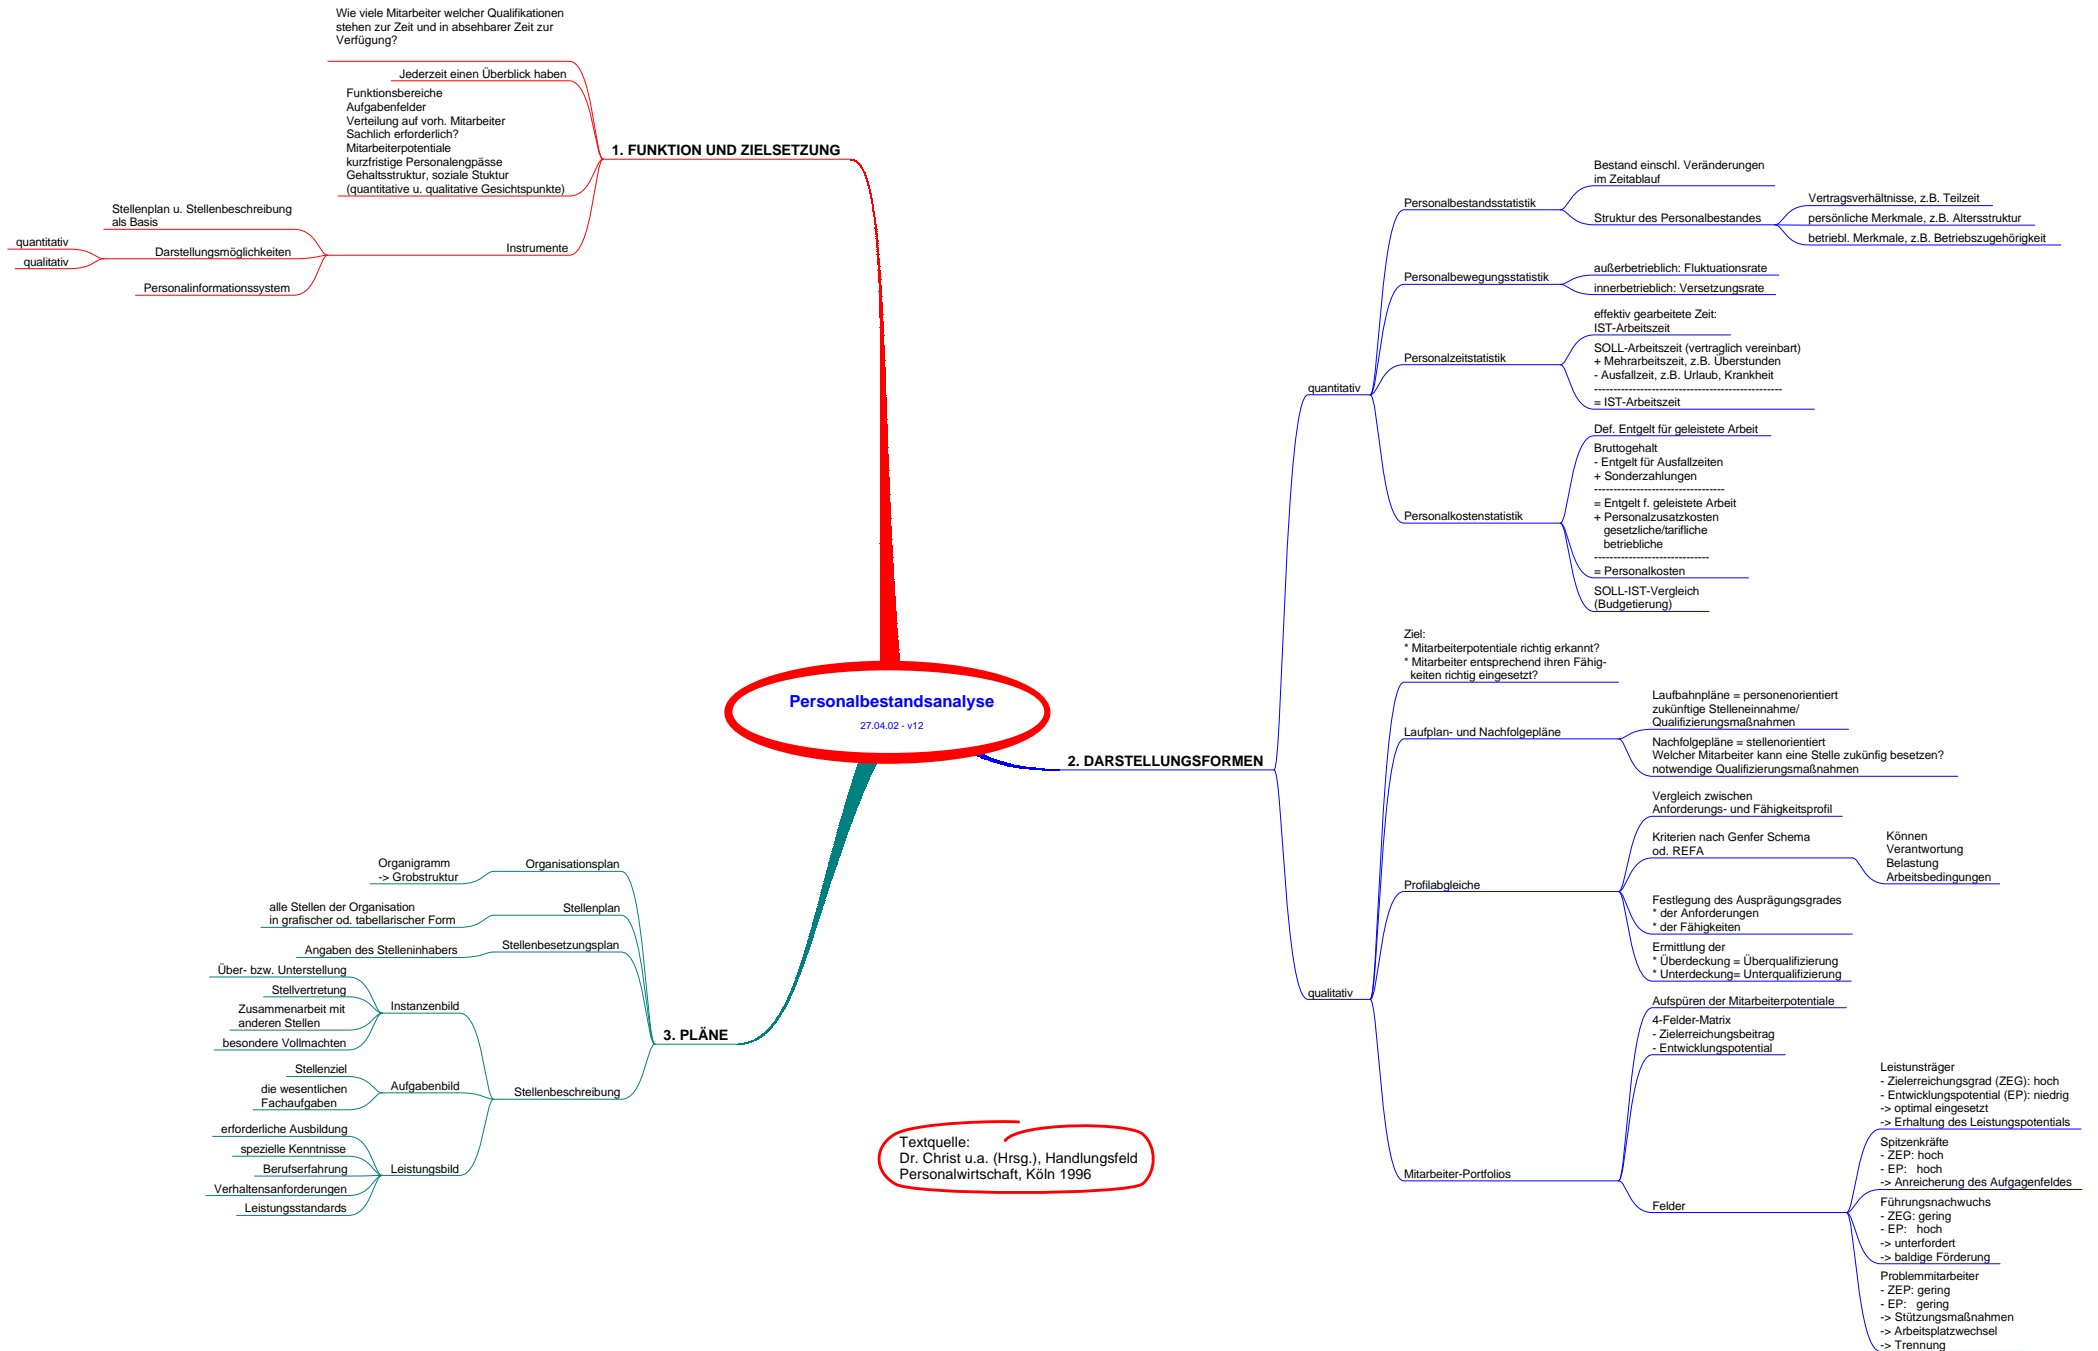 Personalbestandsanalyse
27.04.02 - v12
1. FUNKTION UND ZIELSETZUNG
Wie viele Mitarbeiter welcher Qualifikationen
stehen zur Zeit und in absehbarer Zeit zur
Verfügung?
Jederzeit einen Überblick haben
Funktionsbereiche
Aufgabenfelder
Verteilung auf vorh. Mitarbeiter
Sachlich erforderlich?
Mitarbeiterpotentiale
kurzfristige Personalengpässe
Gehaltsstruktur, soziale Stuktur
(quantitative u. qualitative Gesichtspunkte)
Instrumente
Stellenplan u. Stellenbeschreibung
als Basis
Darstellungsmöglichkeiten
quantitativ
qualitativ
Personalinformationssystem
2. DARSTELLUNGSFORMEN
quantitativ
Personalbestandsstatistik
Bestand einschl. Veränderungen
im Zeitablauf
Struktur des Personalbestandes
Vertragsverhältnisse, z.B. Teilzeit
persönliche Merkmale, z.B. Altersstruktur
betriebl. Merkmale, z.B. Betriebszugehörigkeit
Personalbewegungsstatistik
außerbetrieblich: Fluktuationsrate
innerbetrieblich: Versetzungsrate
Personalzeitstatistik
effektiv gearbeitete Zeit:
IST-Arbeitszeit
SOLL-Arbeitszeit (vertraglich vereinbart)
+ Mehrarbeitszeit, z.B. Überstunden
- Ausfallzeit, z.B. Urlaub, Krankheit
-------------------------------------------------
= IST-Arbeitszeit
Personalkostenstatistik
Def. Entgelt für geleistete Arbeit
Bruttogehalt
- Entgelt für Ausfallzeiten
+ Sonderzahlungen
----------------------------------
= Entgelt f. geleistete Arbeit
+ Personalzusatzkosten
gesetzliche/tarifliche
betriebliche
------------------------------
= Personalkosten
SOLL-IST-Vergleich
(Budgetierung)
qualitativ
Ziel:
* Mitarbeiterpotentiale richtig erkannt?
* Mitarbeiter entsprechend ihren Fähig-
keiten richtig eingesetzt?
Laufplan- und Nachfolgepläne
Laufbahnpläne = personenorientiert
zukünftige Stelleneinnahme/
Qualifizierungsmaßnahmen
Nachfolgepläne = stellenorientiert
Welcher Mitarbeiter kann eine Stelle zukünfig besetzen?
notwendige Qualifizierungsmaßnahmen
Profilabgleiche
Vergleich zwischen
Anforderungs- und Fähigkeitsprofil
Kriterien nach Genfer Schema
od. REFA
Können
Verantwortung
Belastung
Arbeitsbedingungen
Festlegung des Ausprägungsgrades
* der Anforderungen
* der Fähigkeiten
Ermittlung der
* Überdeckung = Überqualifizierung
* Unterdeckung= Unterqualifizierung
Mitarbeiter-Portfolios
Aufspüren der Mitarbeiterpotentiale
4-Felder-Matrix
- Zielerreichungsbeitrag
- Entwicklungspotential
Felder
Leistunsträger
- Zielerreichungsgrad (ZEG): hoch
- Entwicklungspotential (EP): niedrig
-> optimal eingesetzt
-> Erhaltung des Leistungspotentials
Spitzenkräfte
- ZEP: hoch
- EP: hoch
-> Anreicherung des Aufgagenfeldes
Führungsnachwuchs
- ZEG: gering
- EP: hoch
-> unterfordert
-> baldige Förderung
Problemmitarbeiter
- ZEP: gering
- EP: gering
-> Stützungsmaßnahmen
-> Arbeitsplatzwechsel
-> Trennung
3. PLÄNE
Organisationsplan
Organigramm
-> Grobstruktur
Stellenplan
alle Stellen der Organisation
in grafischer od. tabellarischer Form
Stellenbesetzungsplan
Angaben des Stelleninhabers
Stellenbeschreibung
Instanzenbild
Über- bzw. Unterstellung
Stellvertretung
Zusammenarbeit mit
anderen Stellen
besondere Vollmachten
Aufgabenbild
Stellenziel
die wesentlichen
Fachaufgaben
Leistungsbild
erforderliche Ausbildung
spezielle Kenntnisse
Berufserfahrung
Verhaltensanforderungen
Leistungsstandards
Textquelle:
Dr. Christ u.a. (Hrsg.), Handlungsfeld
Personalwirtschaft, Köln 1996